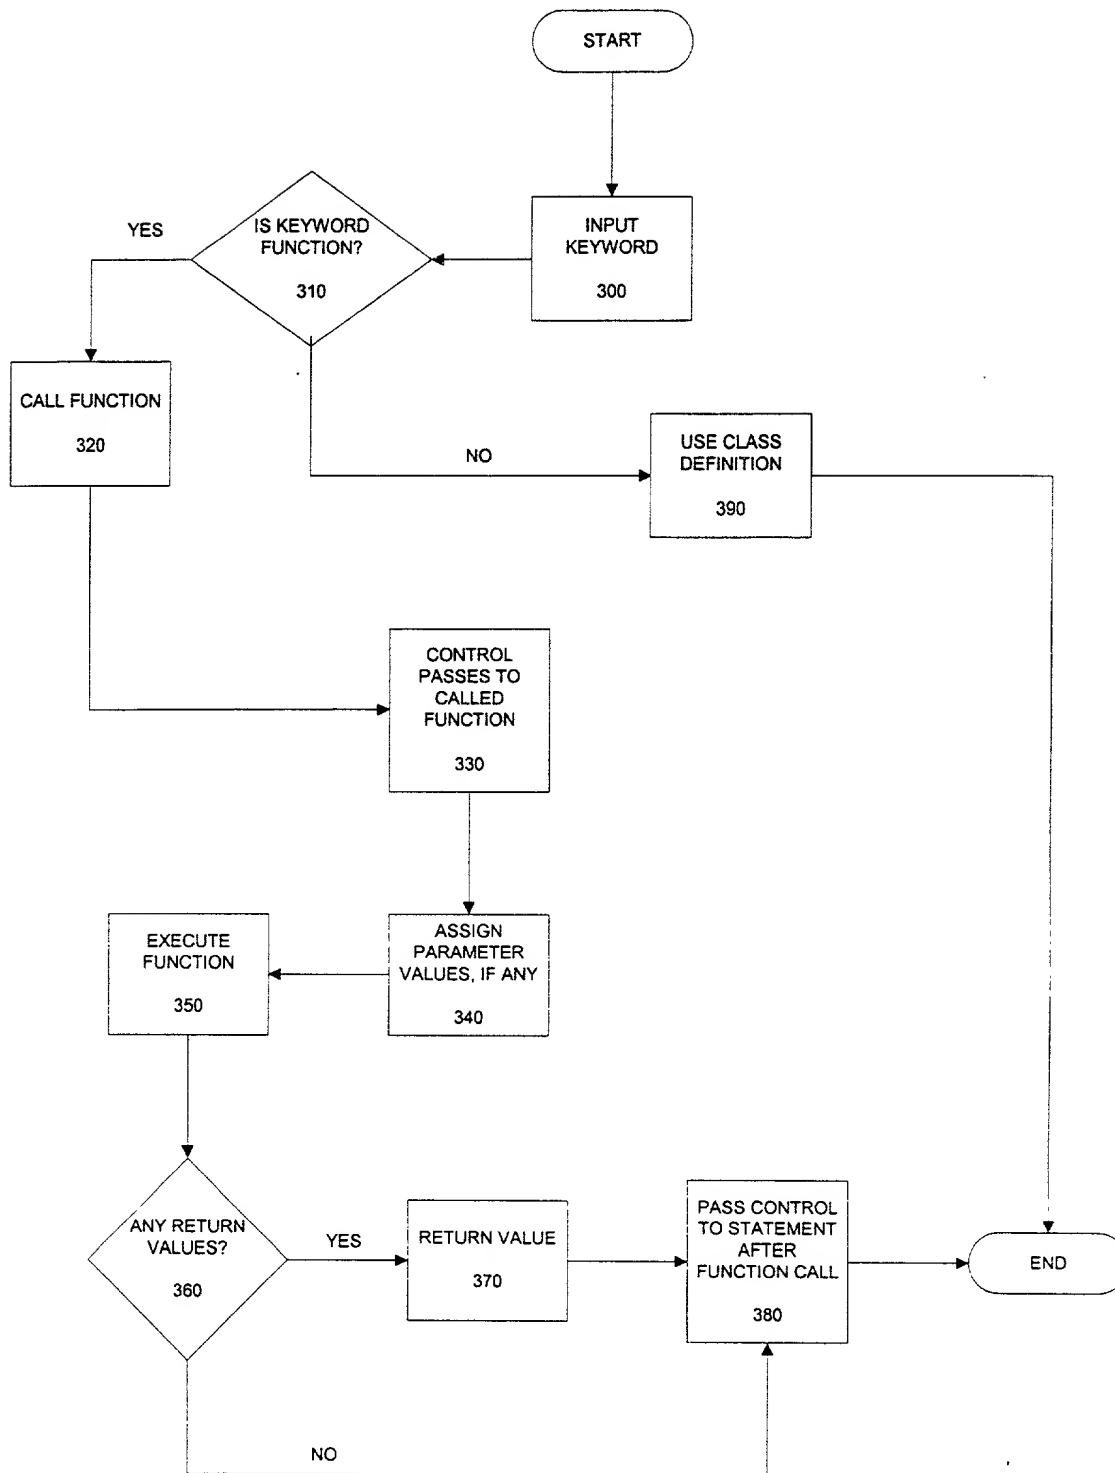 START
INPUT
KEYWORD
300
IS KEYWORD
FUNCTION?
310
YES
CALL FUNCTION
320
NO
USE CLASS
DEFINITION
390
CONTROL
PASSES TO
CALLED
FUNCTION
330
ASSIGN
PARAMETER
VALUES, IF ANY
340
EXECUTE
FUNCTION
350
ANY RETURN
VALUES?
360
YES
RETURN VALUE
370
PASS CONTROL
TO STATEMENT
AFTER
FUNCTION CALL
380
END
NO